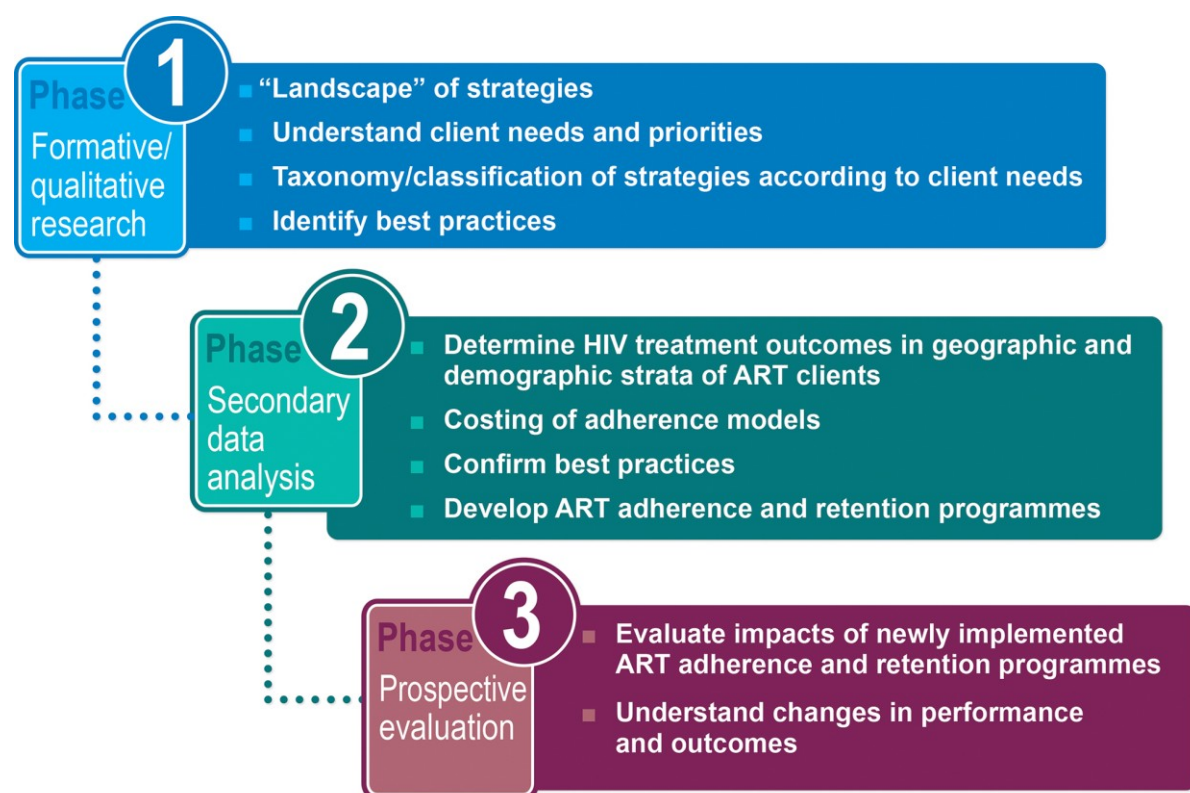 Phase 1
Formative/
qualitative
research
“Landscape” of strategies
Understand client needs and priorities
Taxonomy/classification of strategies according to client needs
Identify best practices
Phase 2
Secondary
data
analysis
Determine HIV treatment outcomes in geographic and
demographic strata of ART clients
Costing of adherence models
Confirm best practices
Develop ART adherence and retention programmes
Phase 3
Prospective
evaluation
Evaluate impacts of newly implemented
ART adherence and retention programmes
Understand changes in performance
and outcomes